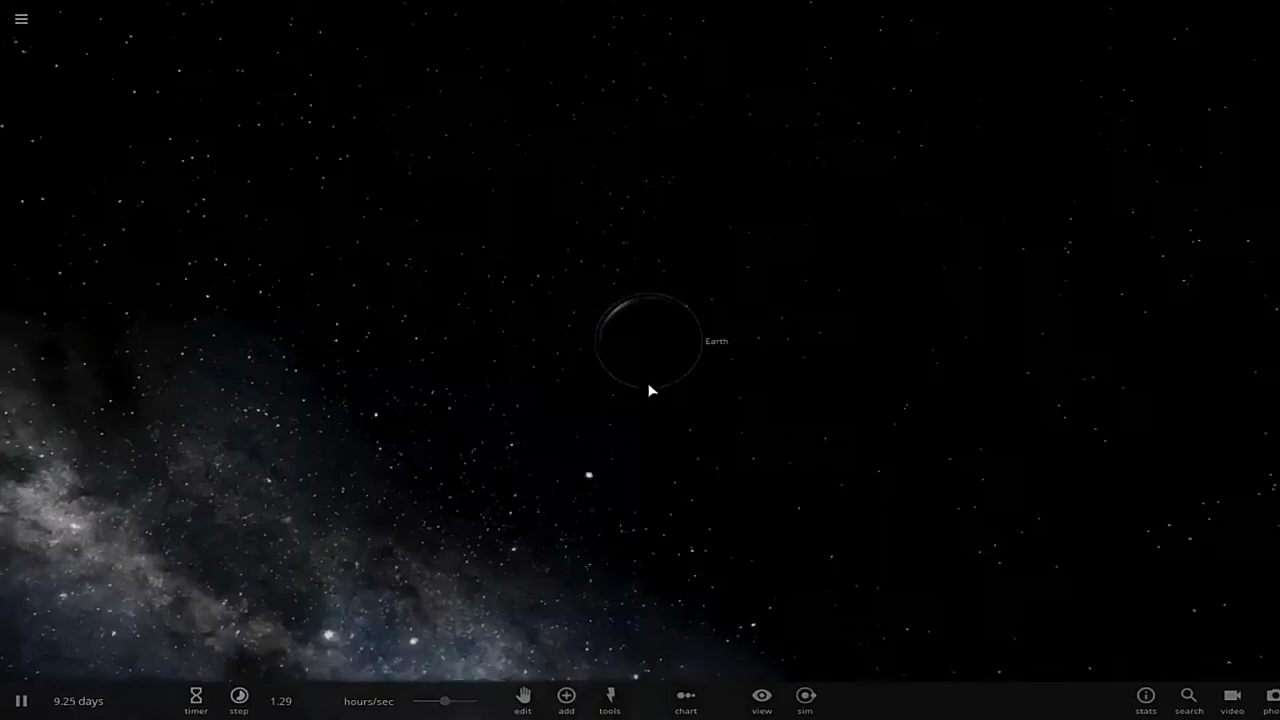 Earth
9.25 days
timer
step
1.29
hours/sec
edit
add
tools
chart
view
sim
stats
search
video
pho